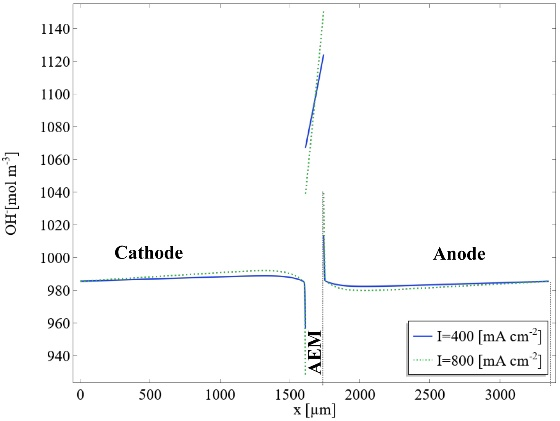 1140
1120
1100
1080
1060
1040
1020
1000
980
960
940
OH⁻[mol m⁻³]
Cathode
AEM
Anode
I=400 [mA cm⁻²]
I=800 [mA cm⁻²]
0 500 1000 1500 2000 2500 3000
x [μm]